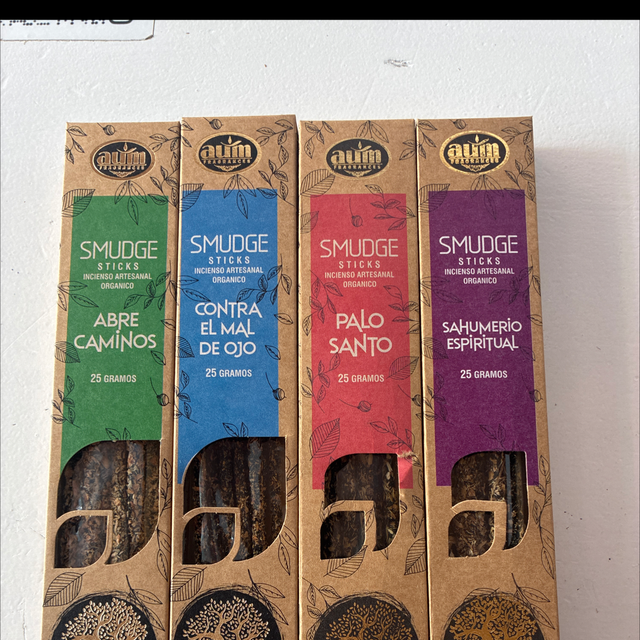 aum
FRAGRANCES
SMUDGE
STICKS
INCIENSO ARTESANAL
ORGANICO
ABRE
CAMINOS
25 GRAMOS
aum
FRAGRANCES
SMUDGE
STICKS
INCIENSO ARTESANAL
ORGANICO
CONTRA
EL MAL
DE OJO
25 GRAMOS
aum
FRAGRANCES
SMUDGE
STICKS
INCIENSO ARTESANAL
ORGANICO
PALO
SANTO
25 GRAMOS
aum
FRAGRANCES
SMUDGE
STICKS
INCIENSO ARTESANAL
ORGANICO
SAHUMERIO
ESPIRITUAL
25 GRAMOS